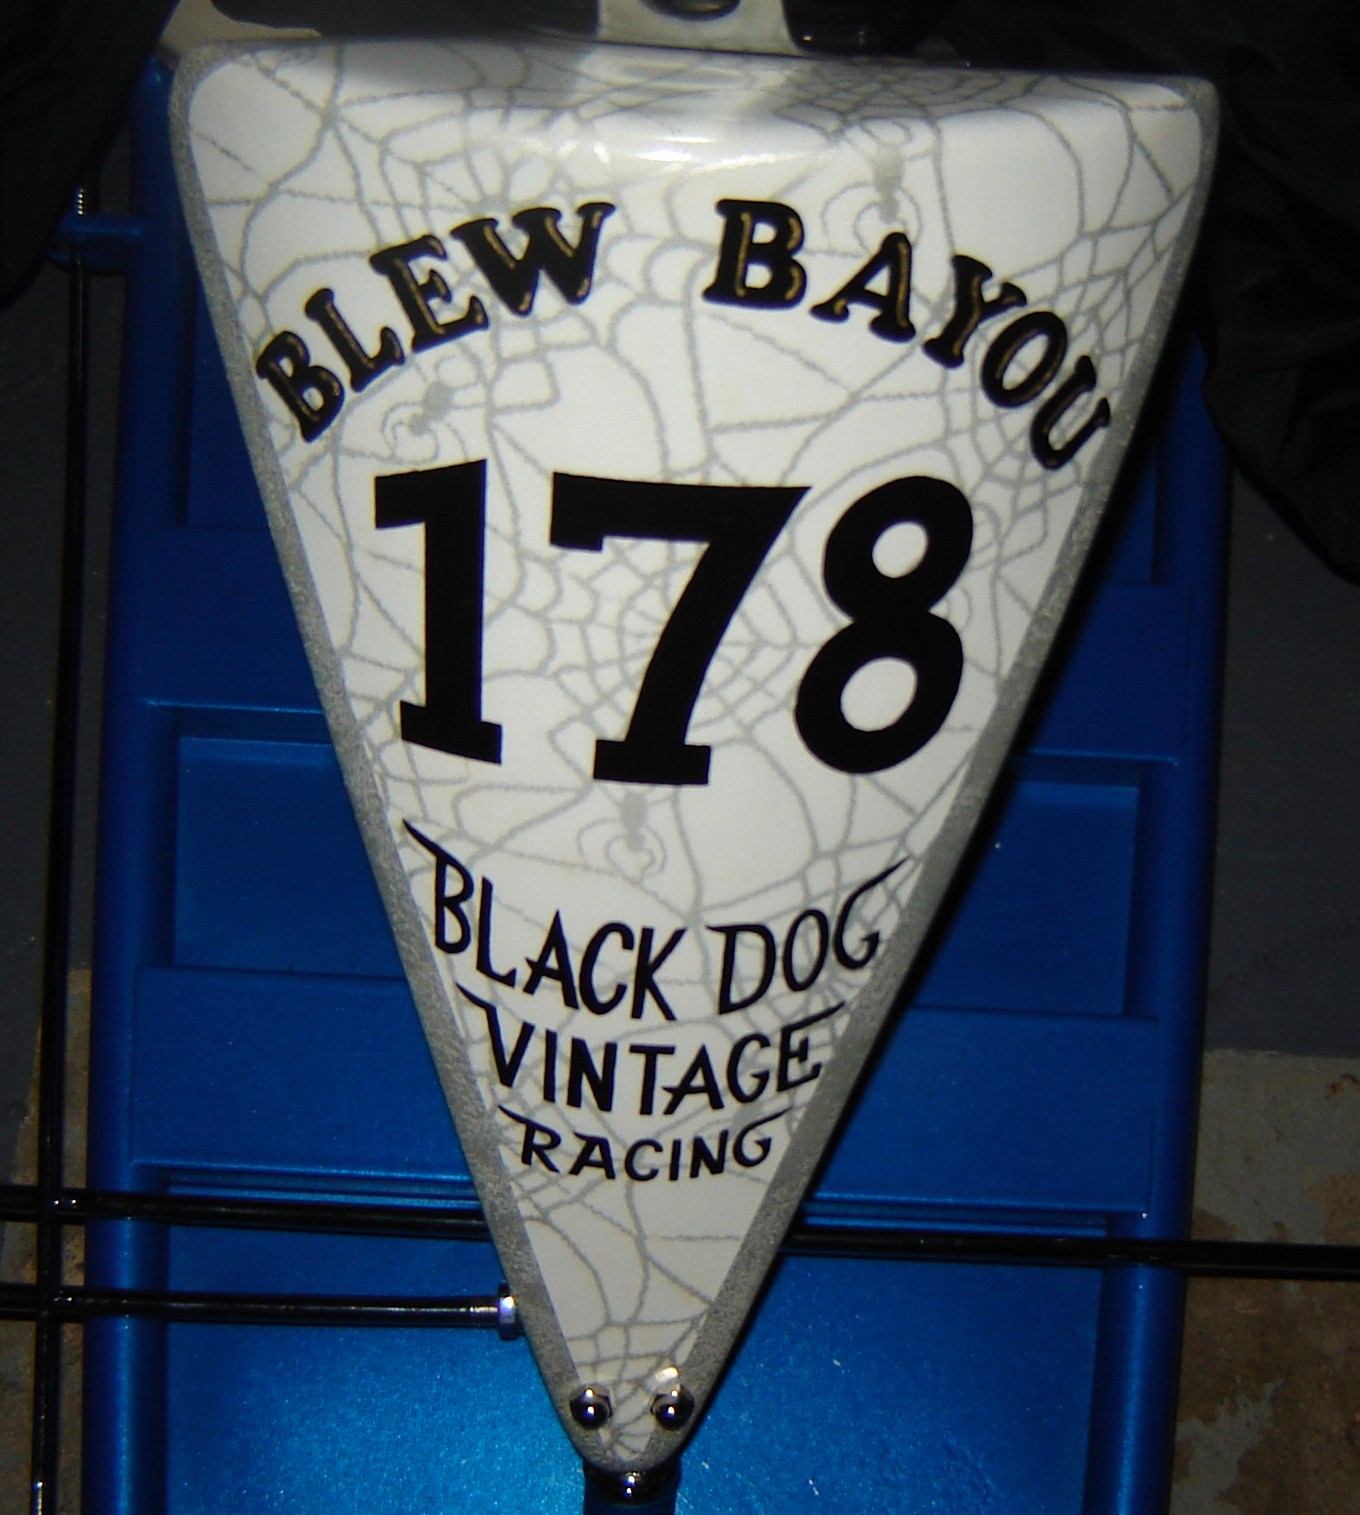 BLEW BAYOU
178
BLACK DOG
VINTAGE
RACING